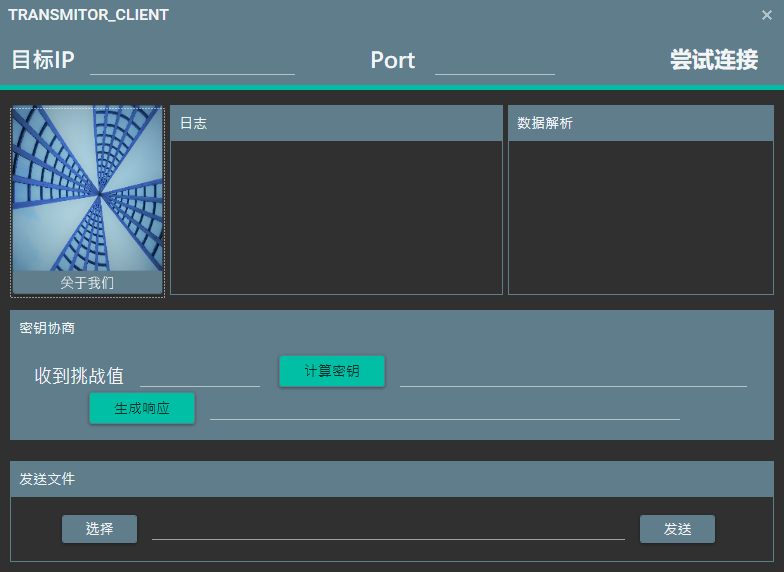 TRANSMITOR_CLIENT
目标IP Port 尝试连接
日志 数据解析
关于我们
密钥协商
收到挑战值 计算密钥
生成响应
发送文件
选择 发送